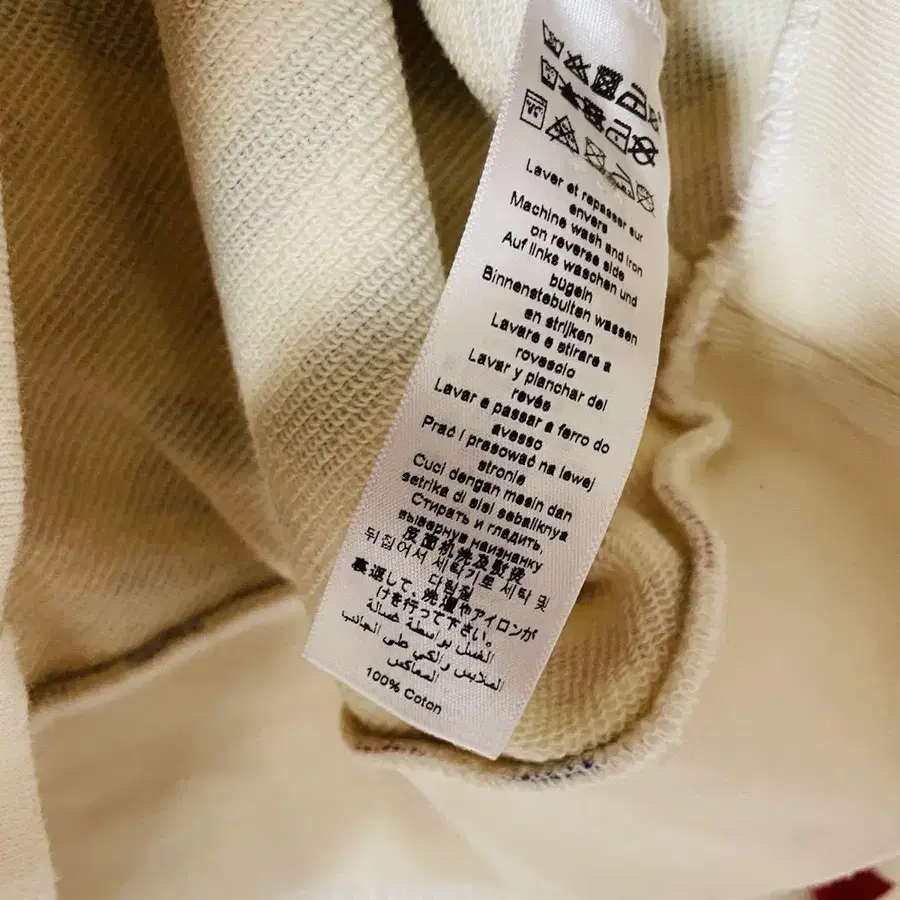 Laver et repasser sur
envers
Machine wash and iron
on reverse side
Auf links waschen und
bügeln
Binnenstebuiten wassen
en strijken
Lavare e stirare a
rovescio
Lavar y planchar del
revés
Lavar e passar a ferro do
avesso
Prać i prasować na lewej
stronie
Cuci dengan mesin dan
setrika di sisi sebaliknya
Стирать и гладить,
вывернув наизнанку
反面机洗及熨烫
뒤집어서 세탁기로 세탁 및
다림질
裏返して、洗濯やアイロンが
けを行って下さい。
الغسل بواسطة غسالة
الملابس والكي طى الجانب
المعاكس
100% Coton